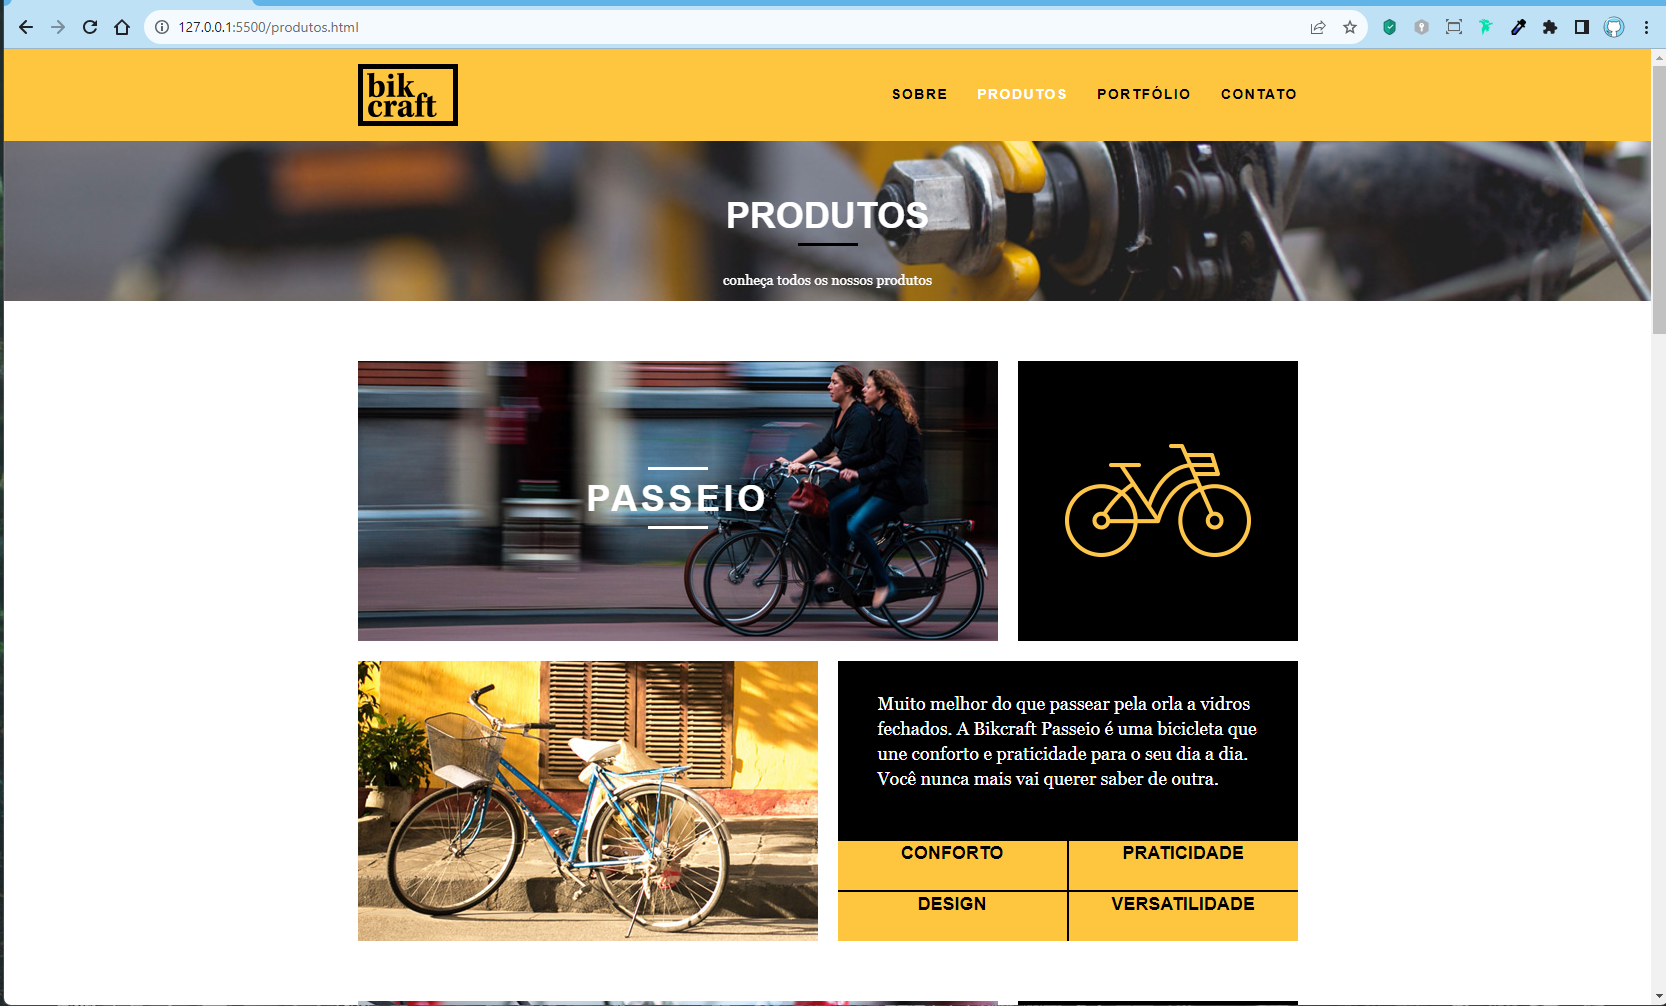 127.0.0.1:5500/produtos.html
bik
craft
SOBRE PRODUTOS PORTFÓLIO CONTATO
PRODUTOS
conheça todos os nossos produtos
PASSEIO
Muito melhor do que passear pela orla a vidros
fechados. A Bikcraft Passeio é uma bicicleta que
une conforto e praticidade para o seu dia a dia.
Você nunca mais vai querer saber de outra.
CONFORTO PRATICIDADE
DESIGN VERSATILIDADE